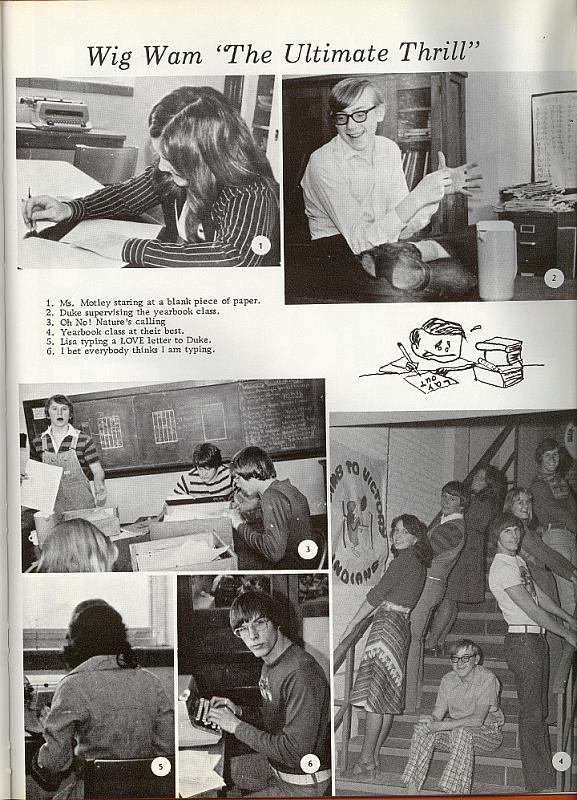 Wig Wam ‘The Ultimate Thrill”
1
2
1. Ms. Motley staring at a blank piece of paper.
2. Duke supervising the yearbook class.
3. Oh No! Nature's calling
4. Yearbook class at their best.
5. Lisa typing a LOVE letter to Duke.
6. I bet everybody thinks I am typing.
LAY
OUT
3
TO VICTORY
INDIANS
5
6
4